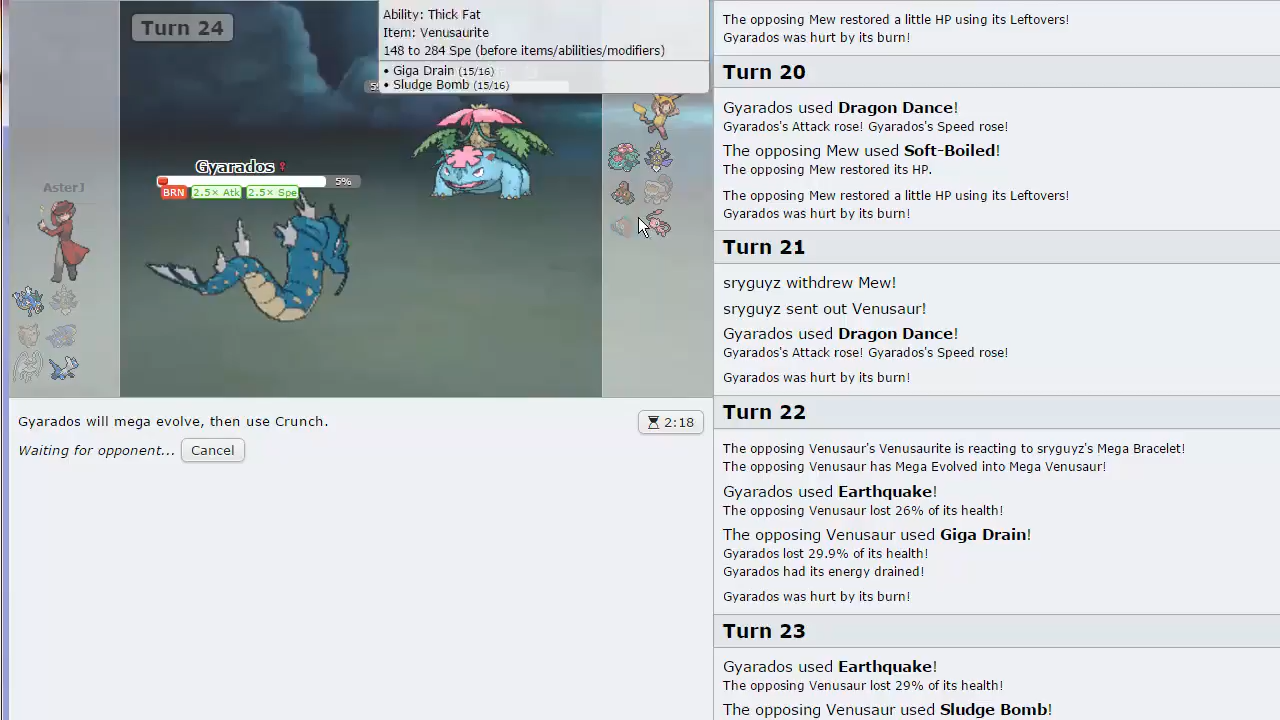 Turn 24
Ability: Thick Fat
Item: Venusaurite
148 to 284 Spe (before items/abilities/modifiers)
• Giga Drain (15/16)
• Sludge Bomb (15/16)
Gyarados
5%
BRN 2.5× Atk 2.5× Spe
AsterJ
Gyarados will mega evolve, then use Crunch.
2:18
Waiting for opponent... Cancel
The opposing Mew restored a little HP using its Leftovers!
Gyarados was hurt by its burn!
Turn 20
Gyarados used Dragon Dance!
Gyarados's Attack rose! Gyarados's Speed rose!
The opposing Mew used Soft-Boiled!
The opposing Mew restored its HP.
The opposing Mew restored a little HP using its Leftovers!
Gyarados was hurt by its burn!
Turn 21
sryguyz withdrew Mew!
sryguyz sent out Venusaur!
Gyarados used Dragon Dance!
Gyarados's Attack rose! Gyarados's Speed rose!
Gyarados was hurt by its burn!
Turn 22
The opposing Venusaur's Venusaurite is reacting to sryguyz's Mega Bracelet!
The opposing Venusaur has Mega Evolved into Mega Venusaur!
Gyarados used Earthquake!
The opposing Venusaur lost 26% of its health!
The opposing Venusaur used Giga Drain!
Gyarados lost 29.9% of its health!
Gyarados had its energy drained!
Gyarados was hurt by its burn!
Turn 23
Gyarados used Earthquake!
The opposing Venusaur lost 29% of its health!
The opposing Venusaur used Sludge Bomb!